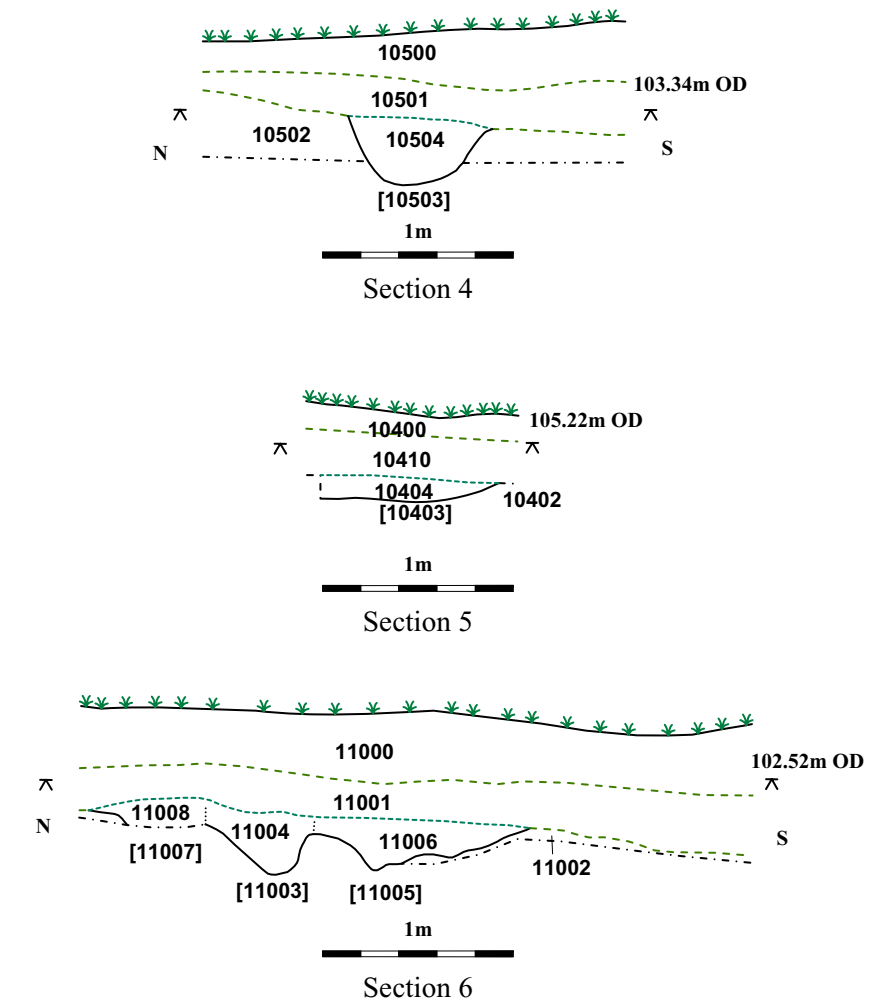 10500
103.34m OD
10501
10502
10504
N
S
[10503]
1m
Section 4
10400
105.22m OD
10410
10404
10402
[10403]
1m
Section 5
11000
102.52m OD
11001
11008
11004
N
11006
S
[11007]
11002
[11003]
[11005]
1m
Section 6